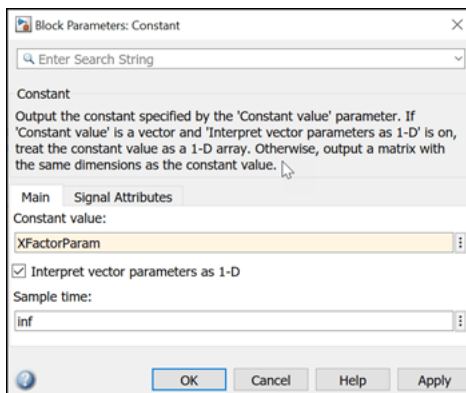 Block Parameters: Constant
Enter Search String
Constant
Output the constant specified by the 'Constant value' parameter. If
'Constant value' is a vector and 'Interpret vector parameters as 1-D' is on,
treat the constant value as a 1-D array. Otherwise, output a matrix with
the same dimensions as the constant value.
Main Signal Attributes
Constant value:
XFactorParam
Interpret vector parameters as 1-D
Sample time:
inf
OK Cancel Help Apply